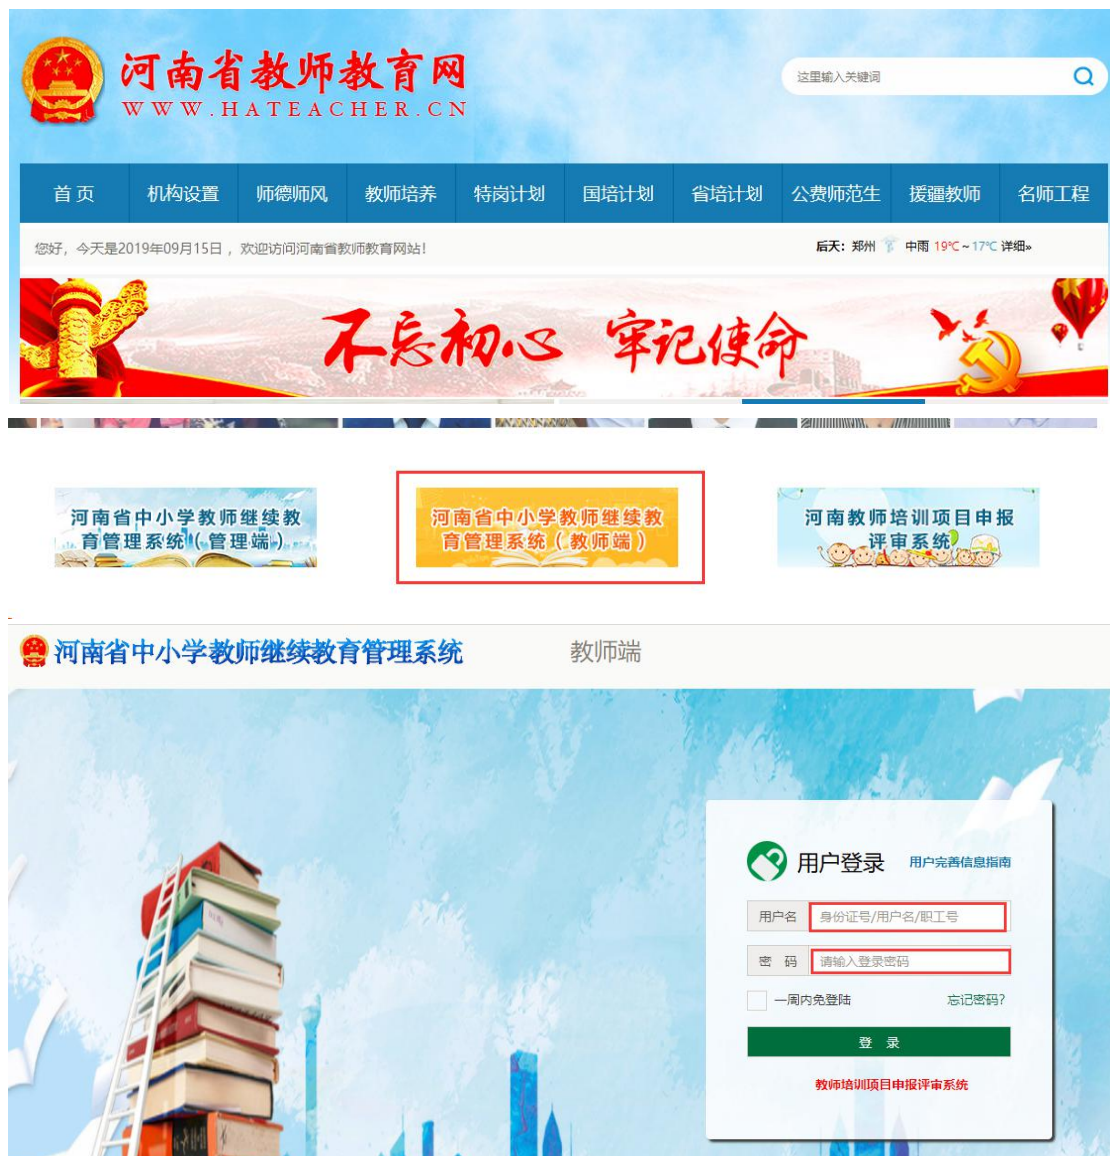 河南省教师教育网
WWW.HATEACHER.CN
这里输入关键词
首页 机构设置 师德师风 教师培养 特岗计划 国培计划 省培计划 公费师范生 援疆教师 名师工程
您好，今天是2019年09月15日，欢迎访问河南省教师教育网站！
后天：郑州 中雨 19℃～17℃ 详细»
不忘初心 牢记使命
河南省中小学教师继续教
育管理系统（管理端）
河南省中小学教师继续教
育管理系统（教师端）
河南教师培训项目申报
评审系统
河南省中小学教师继续教育管理系统 教师端
用户登录 用户完善信息指南
用户名 身份证号/用户名/职工号
密 码 请输入登录密码
一周内免登陆 忘记密码？
登 录
教师培训项目申报评审系统